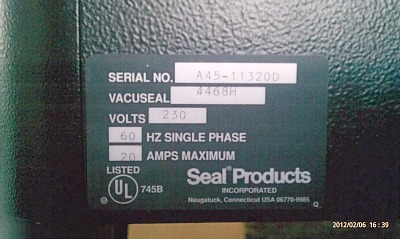 SERIAL NO. A45-11320D
VACUSEAL 4468H
VOLTS 230
60 HZ SINGLE PHASE
20 AMPS MAXIMUM
LISTED
UL 745B
Seal Products
INCORPORATED
Naugatuck, Connecticut USA 06770-9985
2012/02/06 16:39